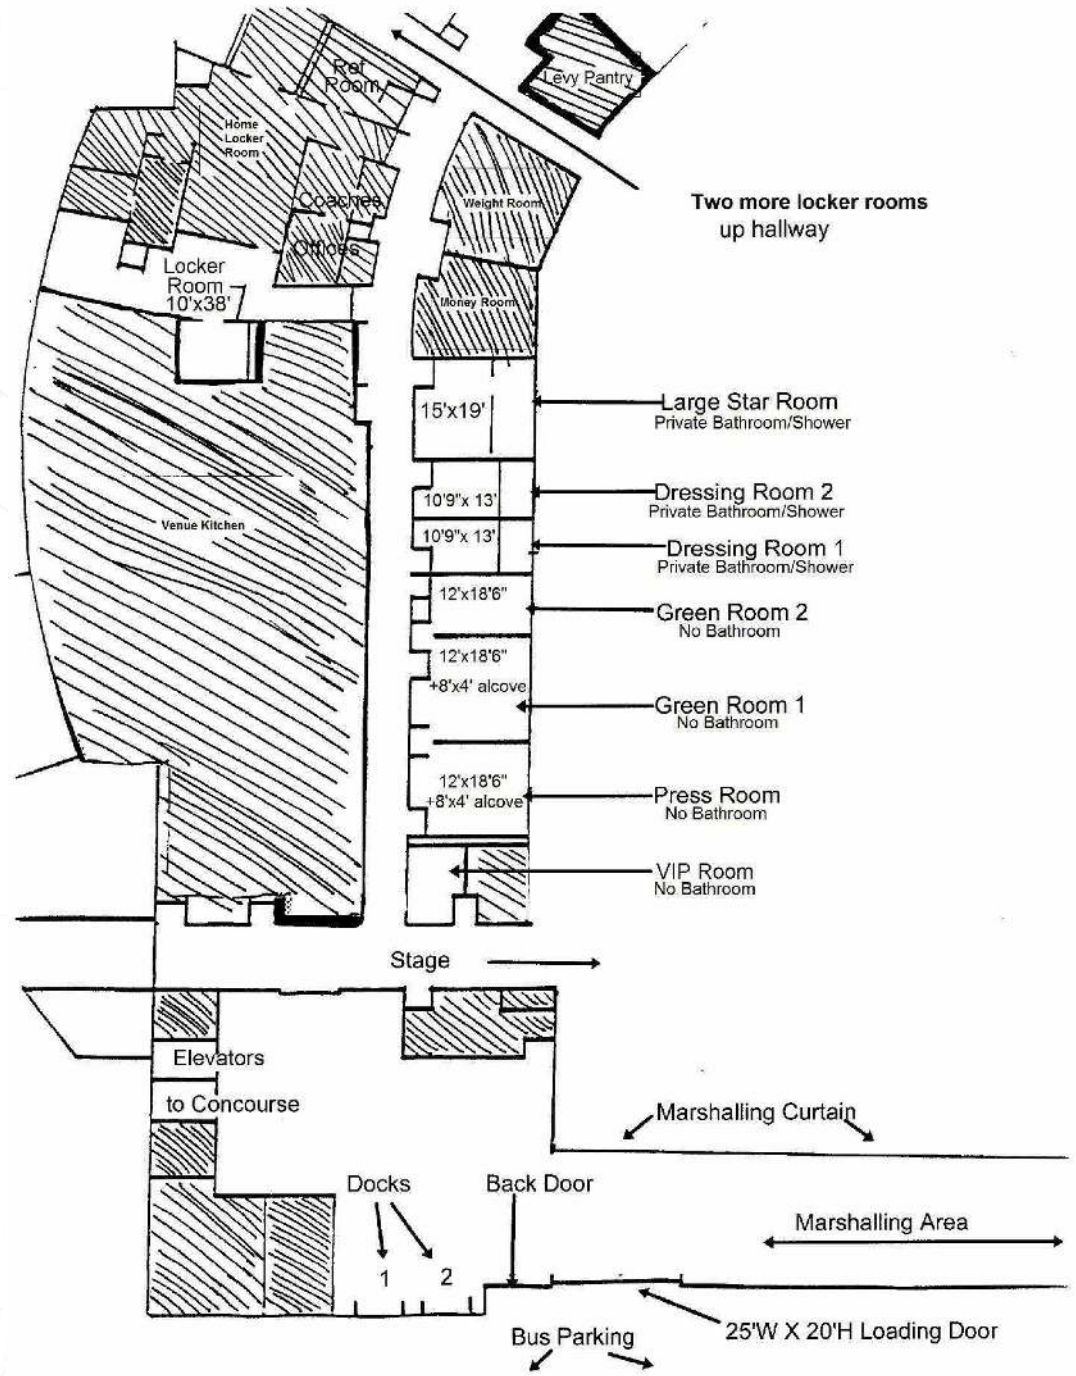 Levy Pantry
Ref
Room
Home
Locker
Room
Coaches
Offices
Weight Room
Two more locker rooms
up hallway
Locker
Room
10'x38'
Money Room
15'x19'
Large Star Room
Private Bathroom/Shower
10'9"x 13'
Dressing Room 2
Private Bathroom/Shower
10'9"x 13'
Dressing Room 1
Private Bathroom/Shower
Venue Kitchen
12'x18'6"
Green Room 2
No Bathroom
12'x18'6"
+8'x4' alcove
Green Room 1
No Bathroom
12'x18'6"
+8'x4' alcove
Press Room
No Bathroom
VIP Room
No Bathroom
Stage
Elevators
to Concourse
Marshalling Curtain
Docks
Back Door
Marshalling Area
1
2
25'W X 20'H Loading Door
Bus Parking